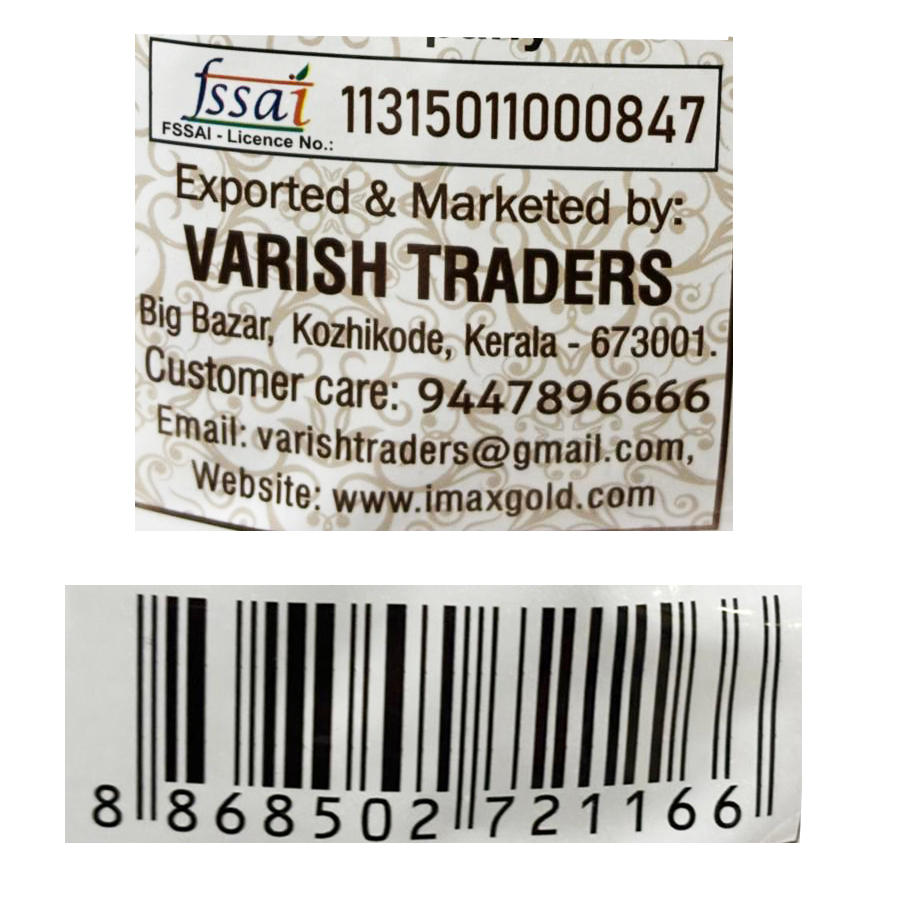 fssai
11315011000847
FSSAI - Licence No.:
Exported & Marketed by:
VARISH TRADERS
Big Bazar, Kozhikode, Kerala - 673001.
Customer care: 9447896666
Email: varishtraders@gmail.com,
Website: www.imaxgold.com
8 868502 721166